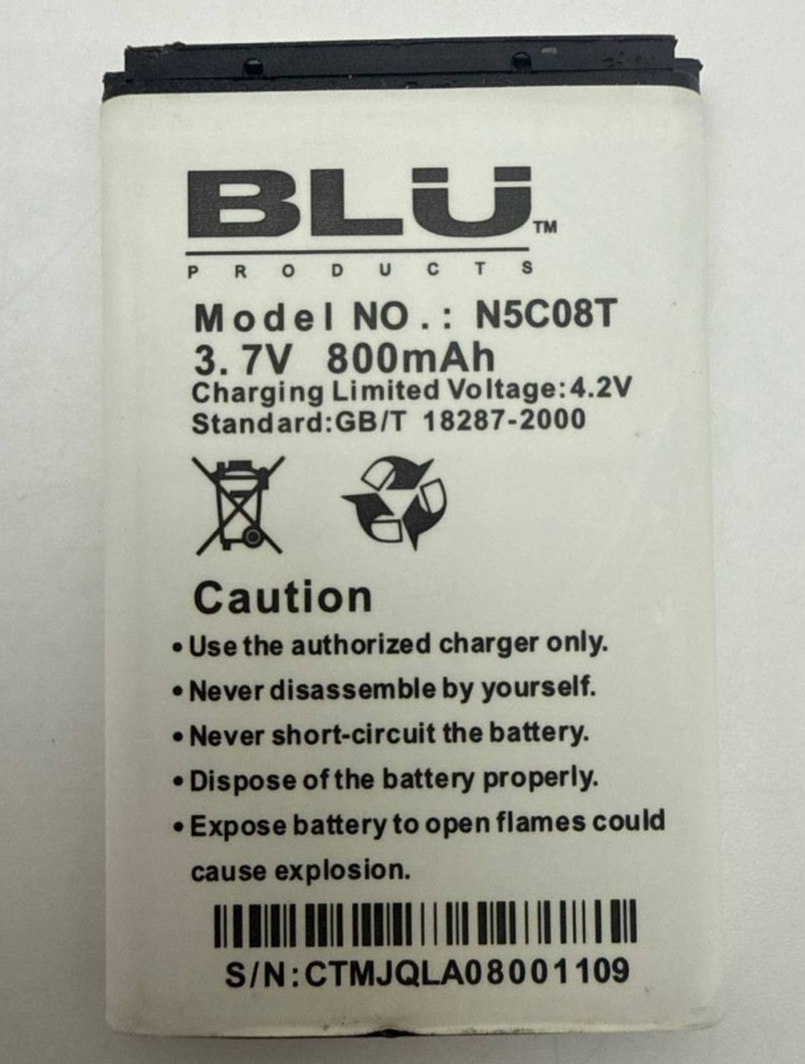 BLU™
PRODUCTS
Model NO.: N5C08T
3.7V 800mAh
Charging Limited Voltage:4.2V
Standard:GB/T 18287-2000
Caution
•Use the authorized charger only.
•Never disassemble by yourself.
•Never short-circuit the battery.
•Dispose of the battery properly.
•Expose battery to open flames could
cause explosion.
S/N:CTMJQLA08001109